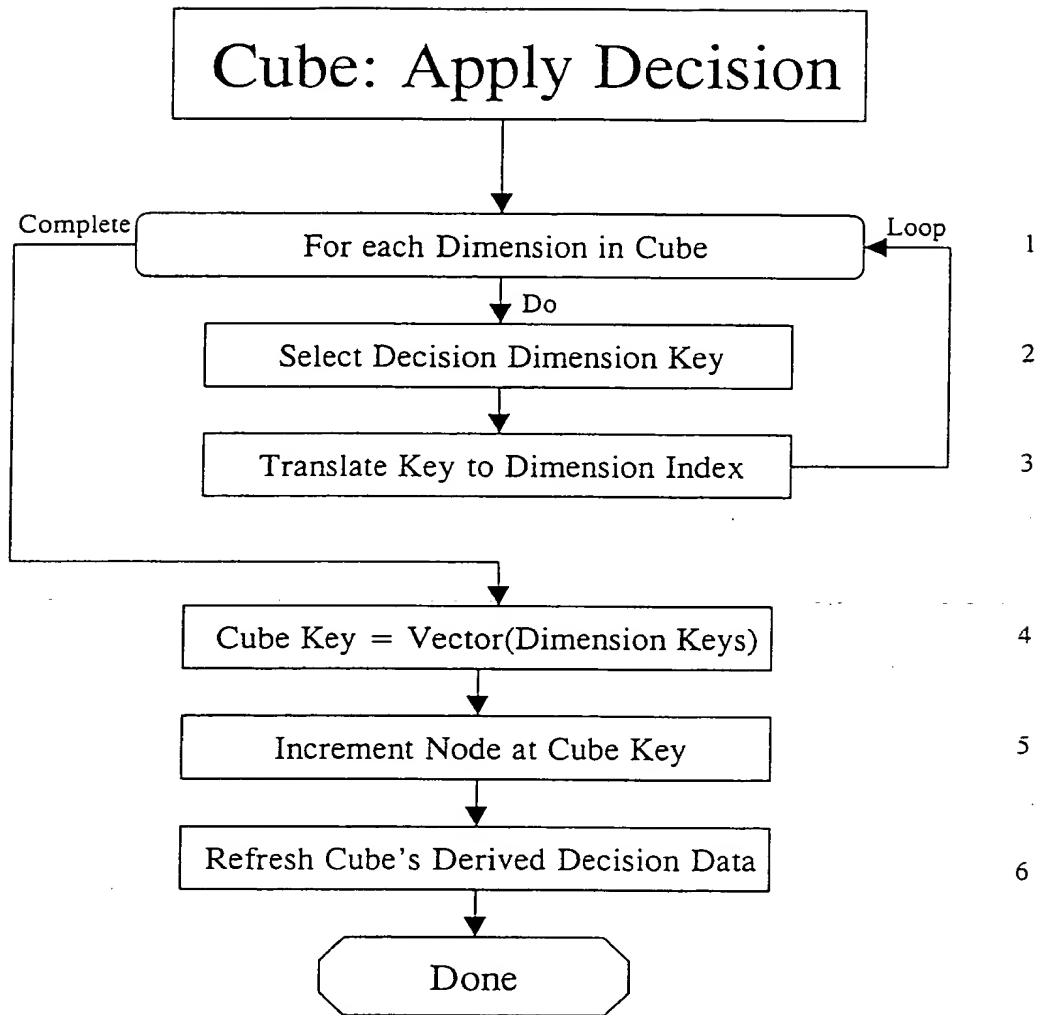 Cube: Apply Decision
Complete
Loop
For each Dimension in Cube
1
Do
Select Decision Dimension Key
2
Translate Key to Dimension Index
3
Cube Key = Vector(Dimension Keys)
4
Increment Node at Cube Key
5
Refresh Cube's Derived Decision Data
6
Done